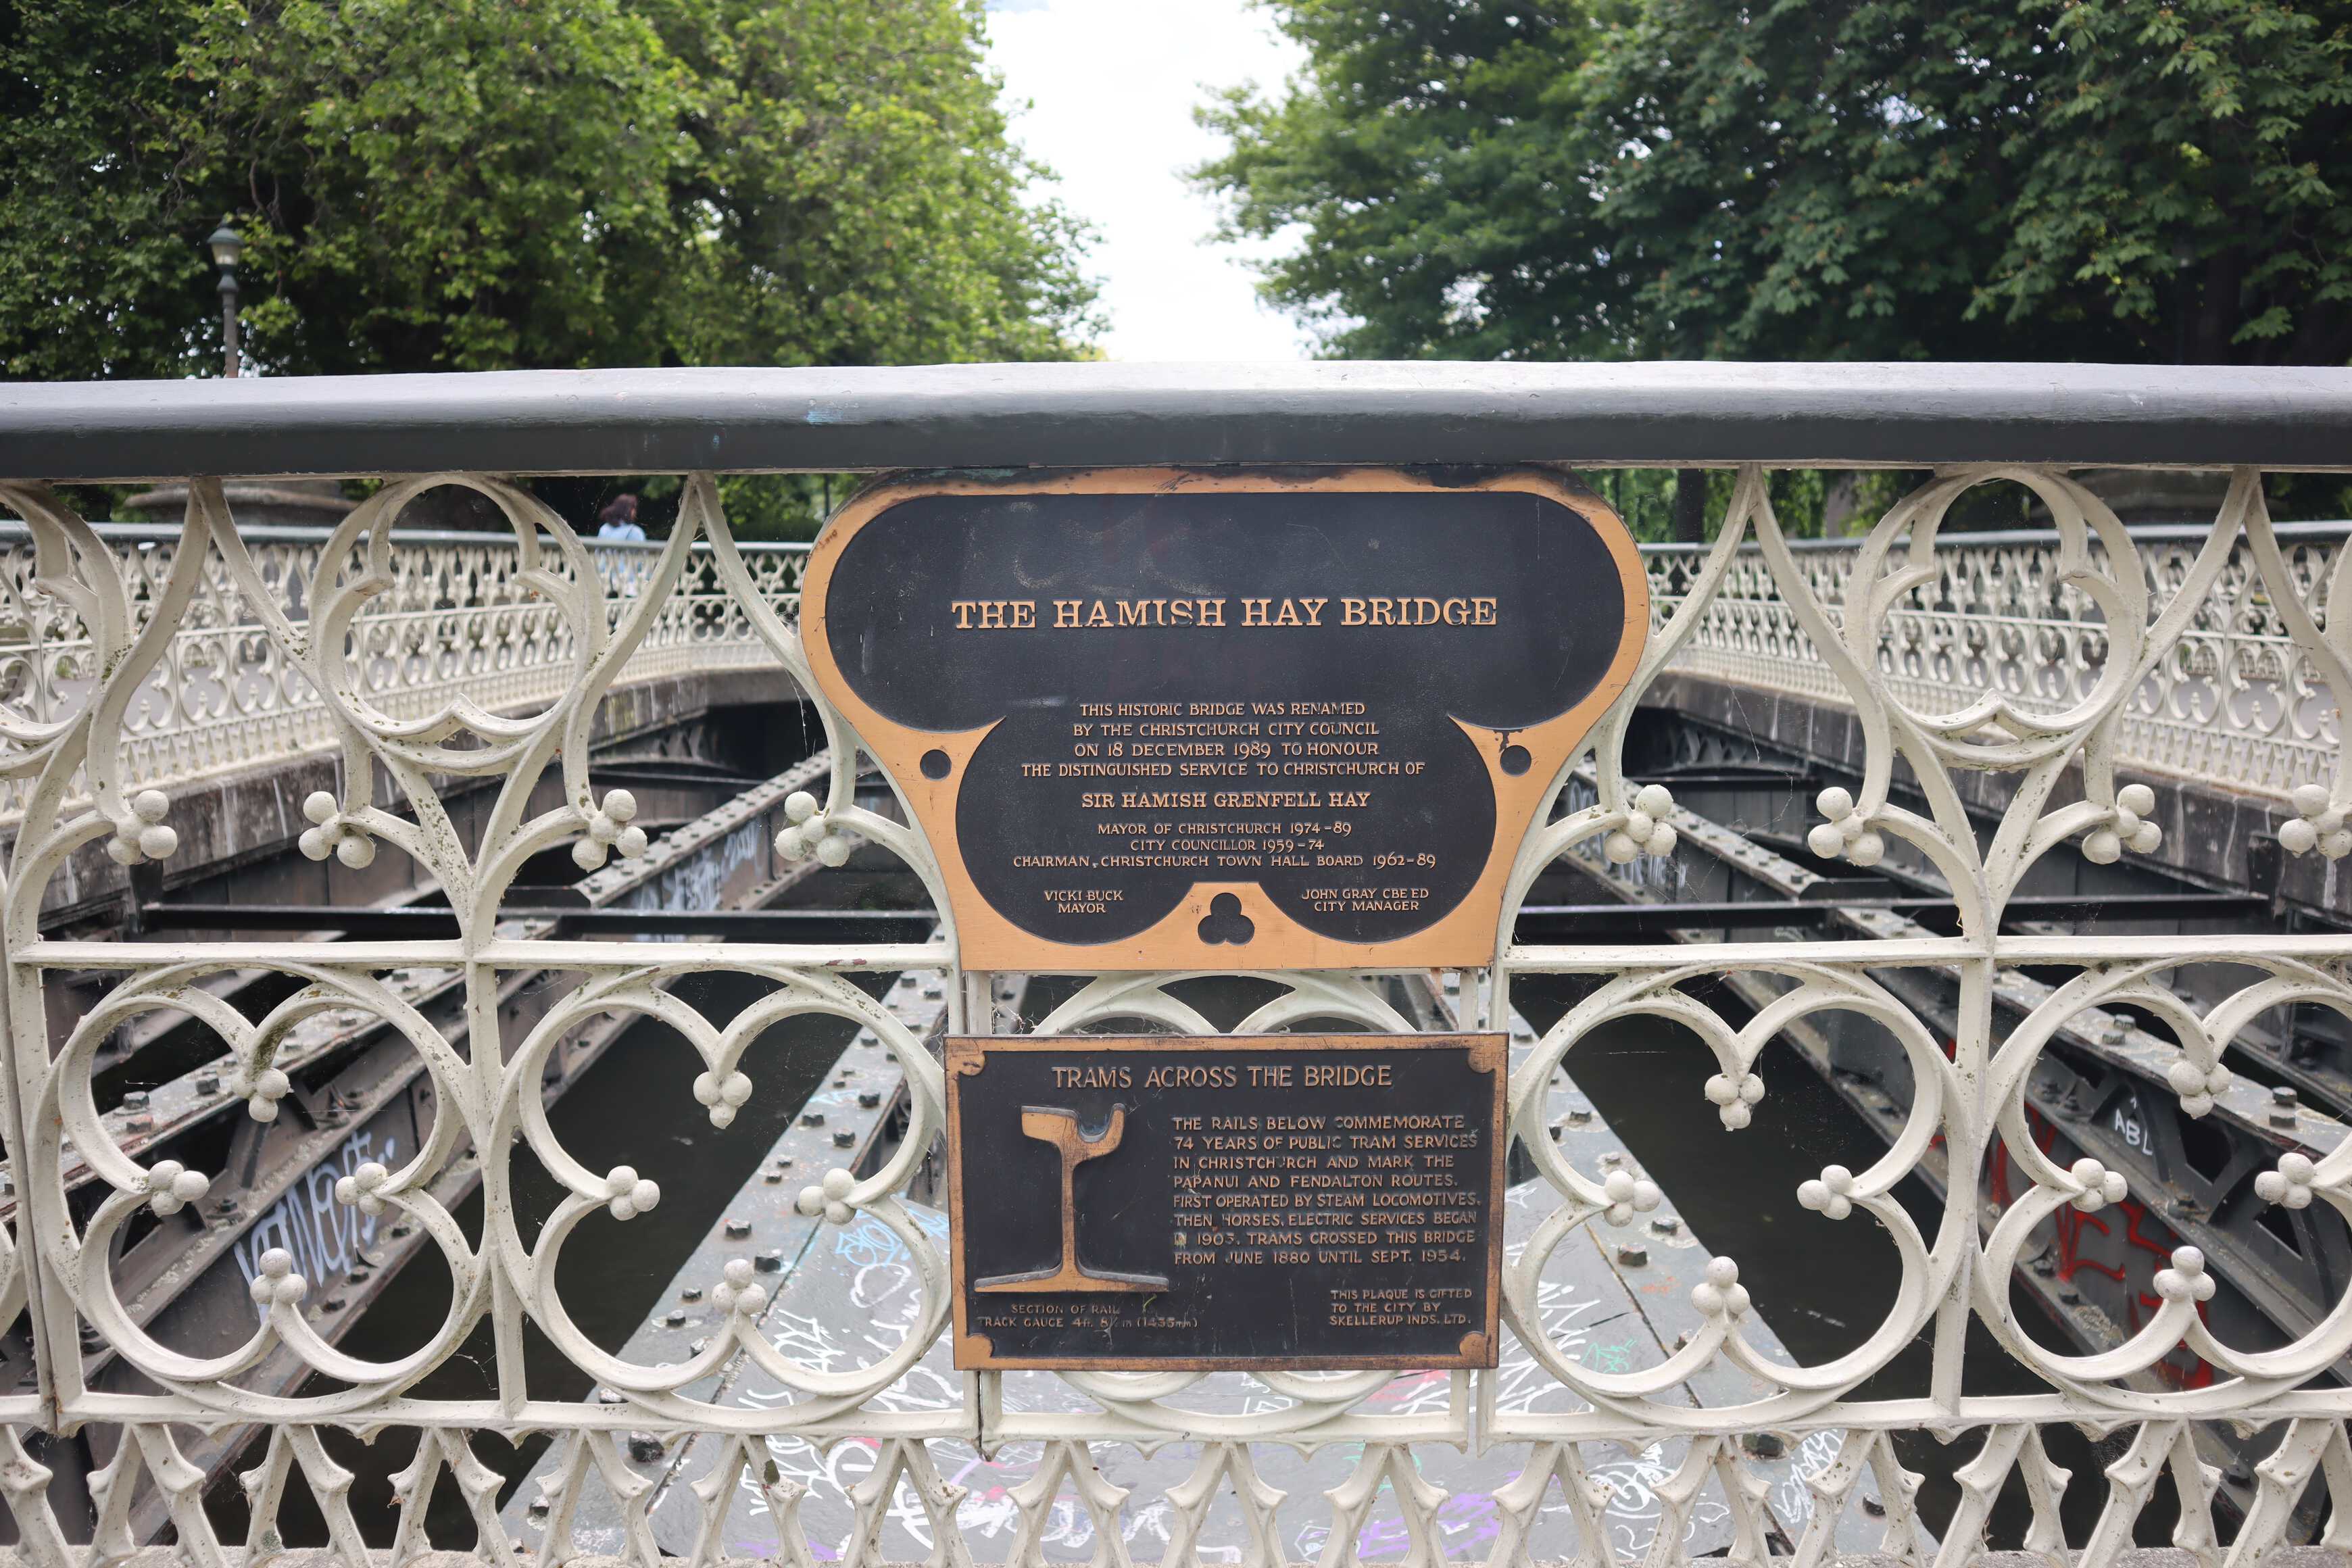 THE HAMISH HAY BRIDGE
THIS HISTORIC BRIDGE WAS RENAMED
BY THE CHRISTCHURCH CITY COUNCIL
ON 18 DECEMBER 1989 TO HONOUR
THE DISTINGUISHED SERVICE TO CHRISTCHURCH OF
SIR HAMISH GRENFELL HAY
MAYOR OF CHRISTCHURCH 1974-89
CITY COUNCILLOR 1959-74
CHAIRMAN, CHRISTCHURCH TOWN HALL BOARD 1962-89
VICKI BUCK
MAYOR
JOHN GRAY CBE ED
CITY MANAGER
TRAMS ACROSS THE BRIDGE
THE RAILS BELOW COMMEMORATE
74 YEARS OF PUBLIC TRAM SERVICES
IN CHRISTCHURCH AND MARK THE
PAPANUI AND FENDALTON ROUTES.
FIRST OPERATED BY STEAM LOCOMOTIVES,
THEN HORSES, ELECTRIC SERVICES BEGAN
IN 1905. TRAMS CROSSED THIS BRIDGE
FROM JUNE 1880 UNTIL SEPT. 1954.
SECTION OF RAIL
TRACK GAUGE 4ft. 8½in (1435mm)
THIS PLAQUE IS GIFTED
TO THE CITY BY
SKELLERUP INDS. LTD.
ABL